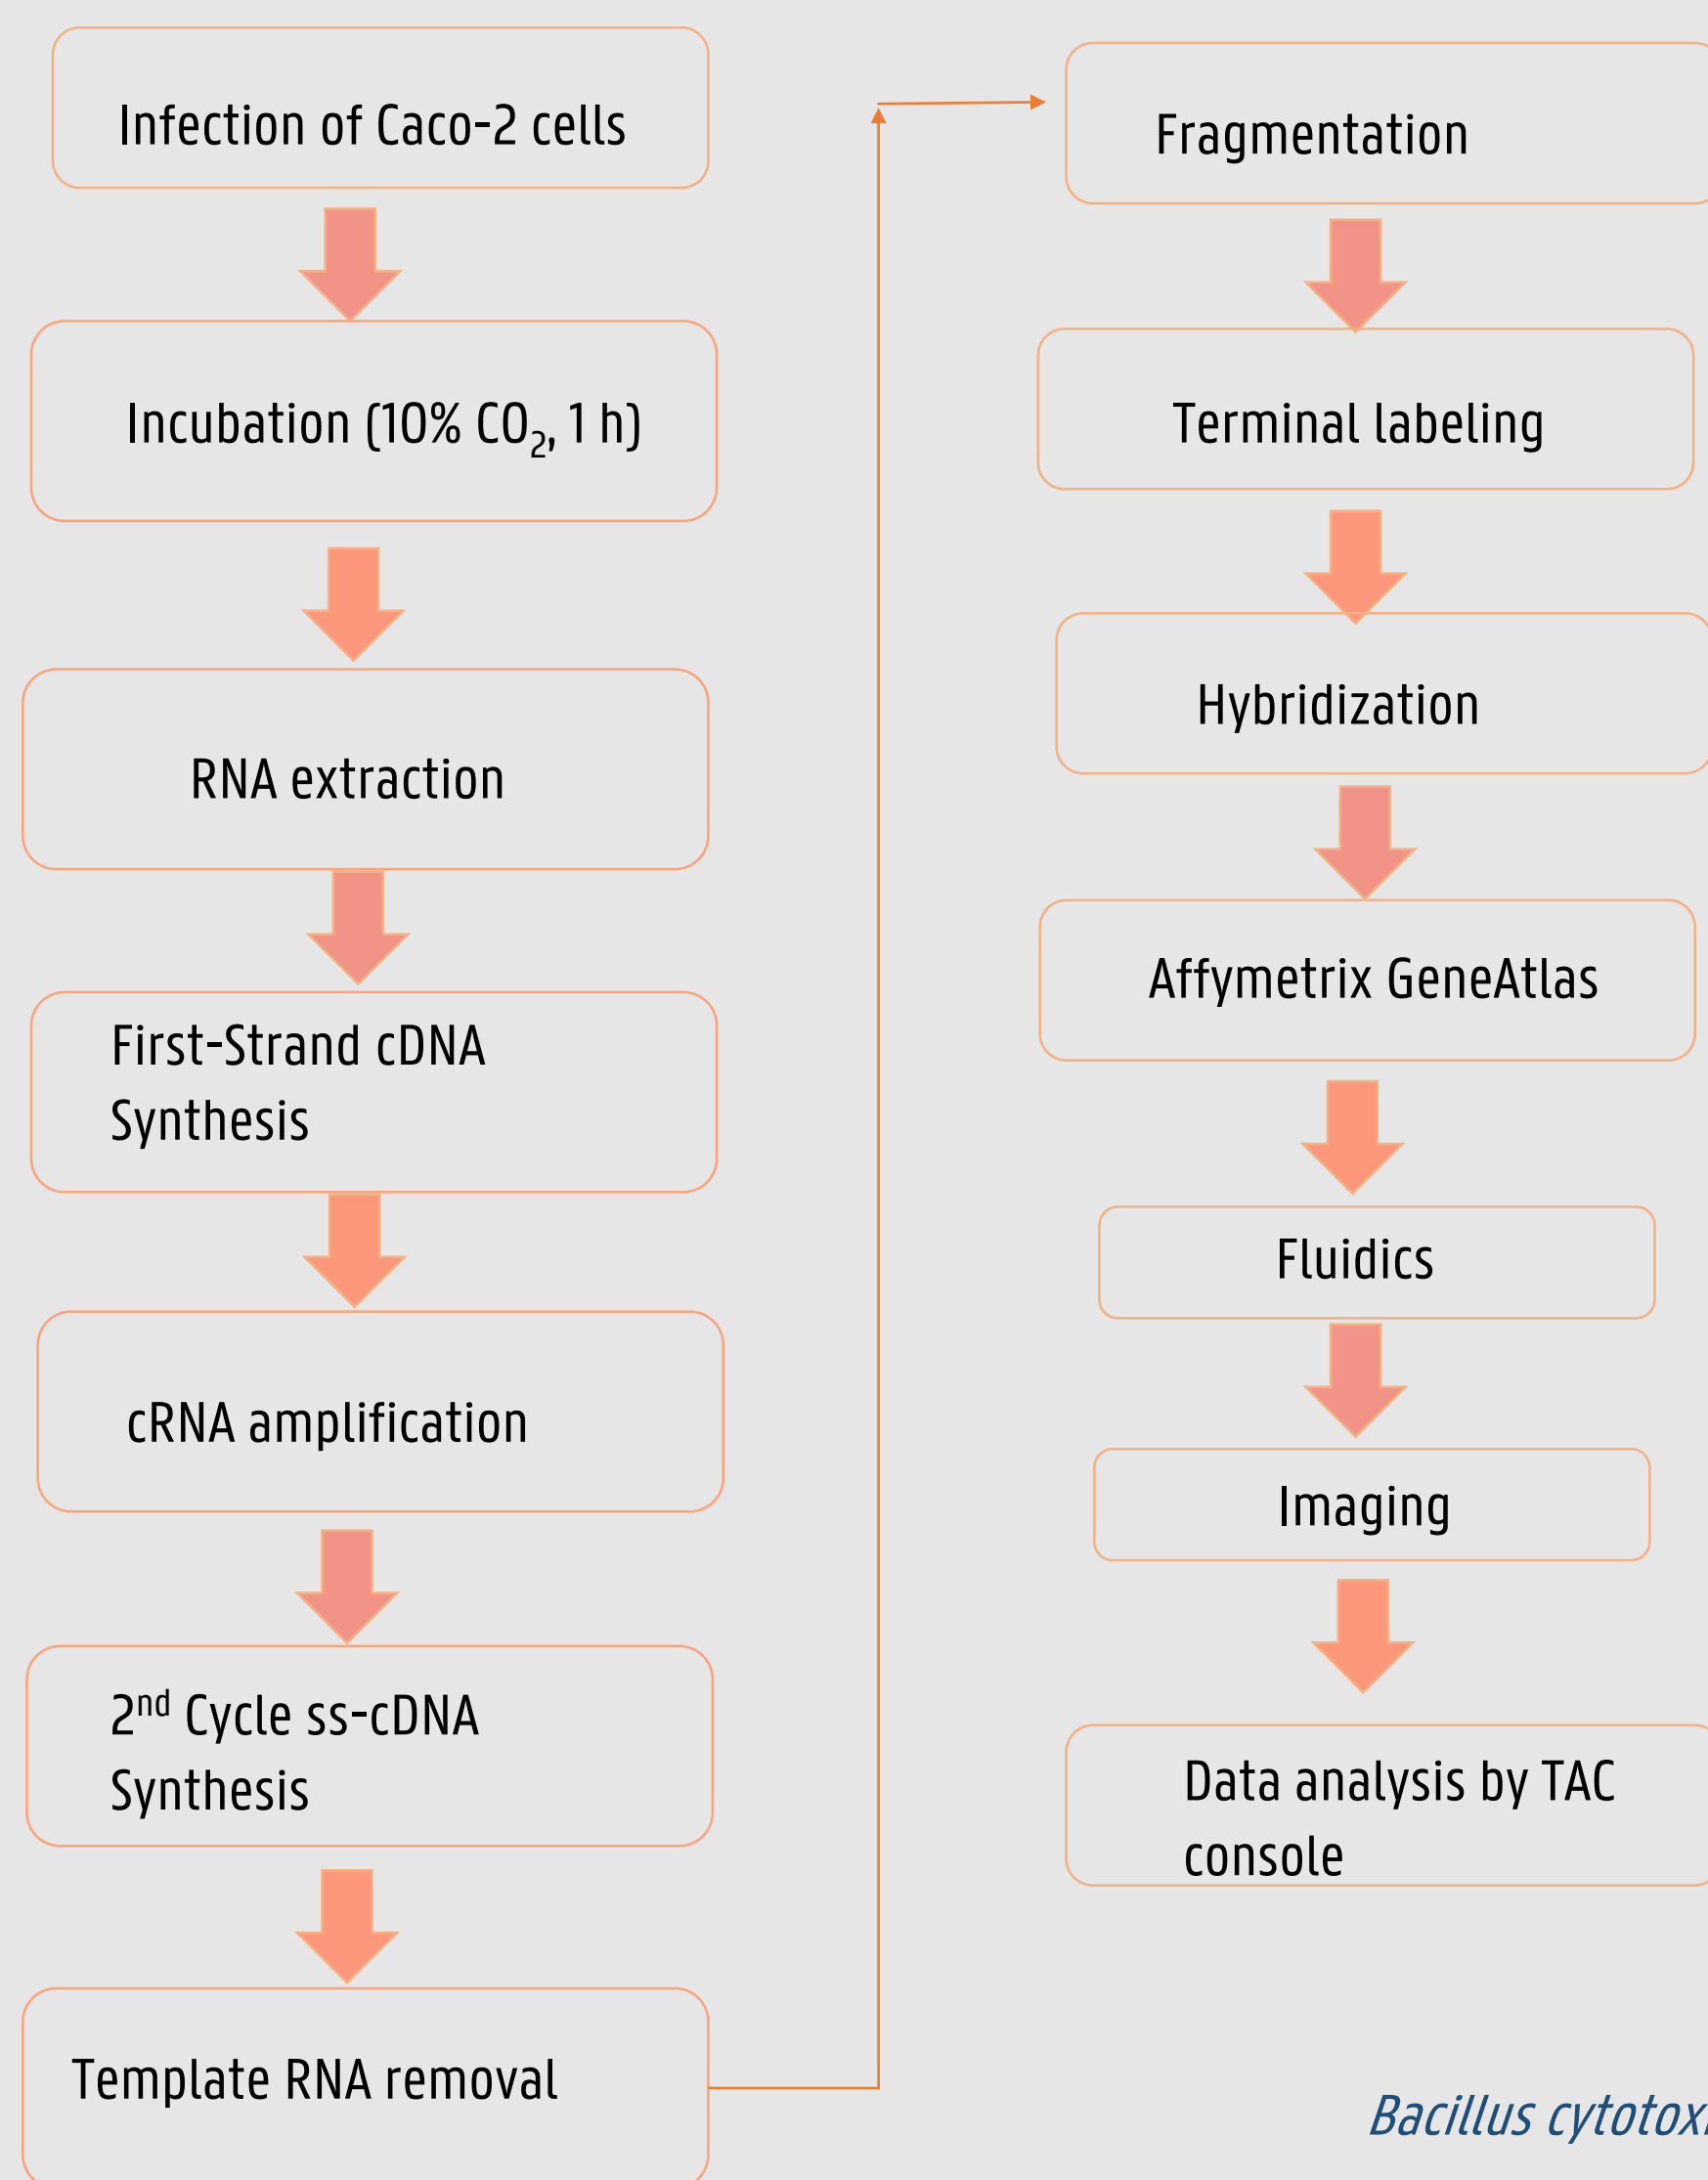 Infection of Caco-2 cells
Incubation (10% CO₂, 1 h)
RNA extraction
First-Strand cDNA
Synthesis
cRNA amplification
2ⁿᵈ Cycle ss-cDNA
Synthesis
Template RNA removal
Fragmentation
Terminal labeling
Hybridization
Affymetrix GeneAtlas
Fluidics
Imaging
Data analysis by TAC
console
Bacillus